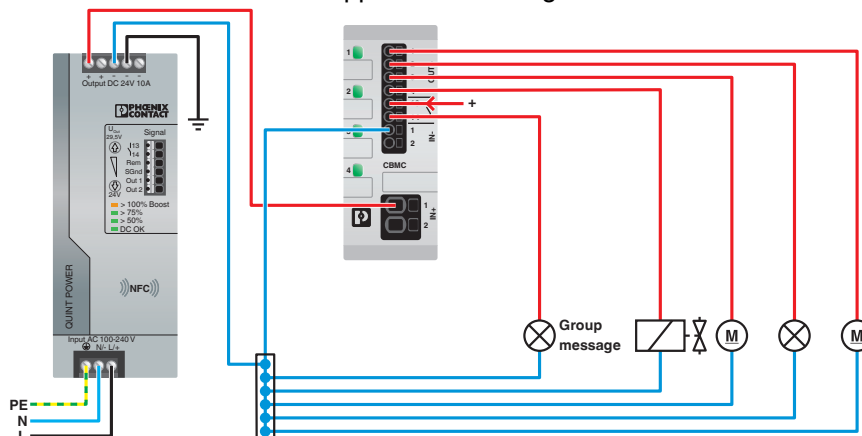 + + - - -
Output DC 24V 10A
PHŒNIX
CONTACT
UOut
29,5V
Signal
13
14
Rem
SGnd
Out 1
Out 2
24V
> 100% Boost
> 75%
> 50%
DC OK
QUINT POWER
NFC
Input AC 100-240 V
N/- L/+
PE
N
L
1
2
3
4
OUT
+
1
2
IN-
CBMC
1
2
IN+
Group
message
M
M